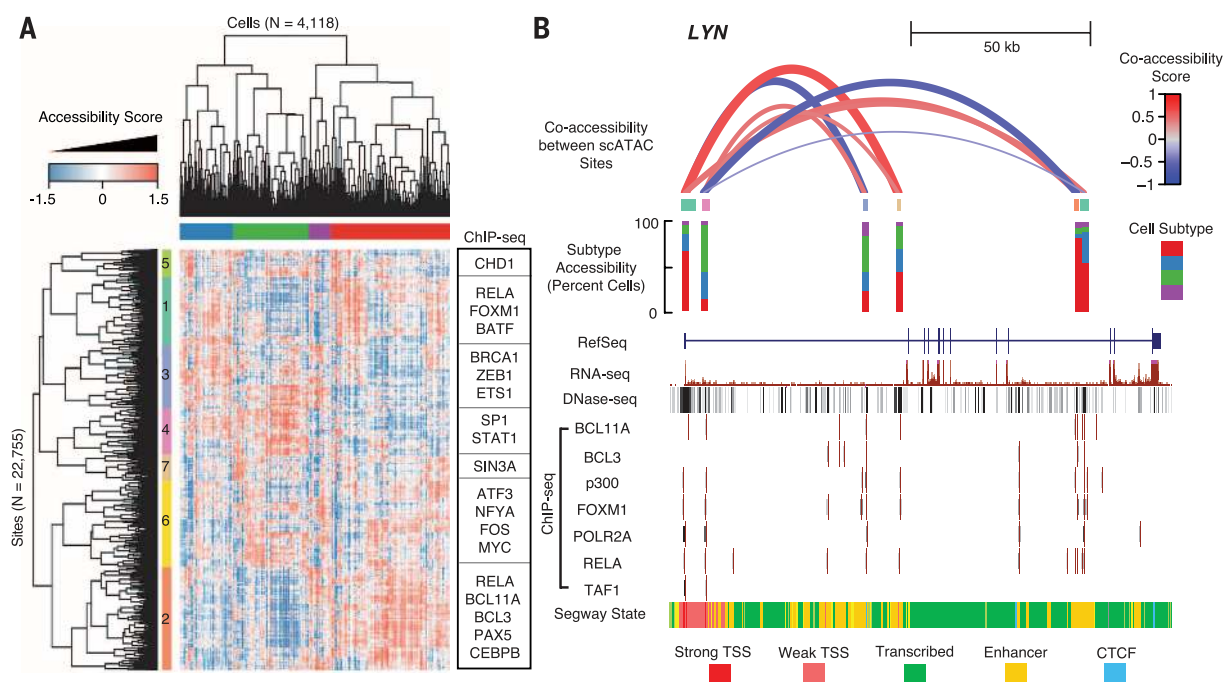 A
Cells (N = 4,118)
Accessibility Score
-1.5 0 1.5
Sites (N = 22,755)
5
1
3
4
7
6
2
ChIP-seq
CHD1
RELA
FOXM1
BATF
BRCA1
ZEB1
ETS1
SP1
STAT1
SIN3A
ATF3
NFYA
FOS
MYC
RELA
BCL11A
BCL3
PAX5
CEBPB
B
LYN
50 kb
Co-accessibility
Score
1
0.5
0
−0.5
−1
Co-accessibility
between scATAC
Sites
100
0
Subtype
Accessibility
(Percent Cells)
Cell Subtype
RefSeq
RNA-seq
DNase-seq
ChIP-seq
BCL11A
BCL3
p300
FOXM1
POLR2A
RELA
TAF1
Segway State
Strong TSS Weak TSS Transcribed Enhancer CTCF